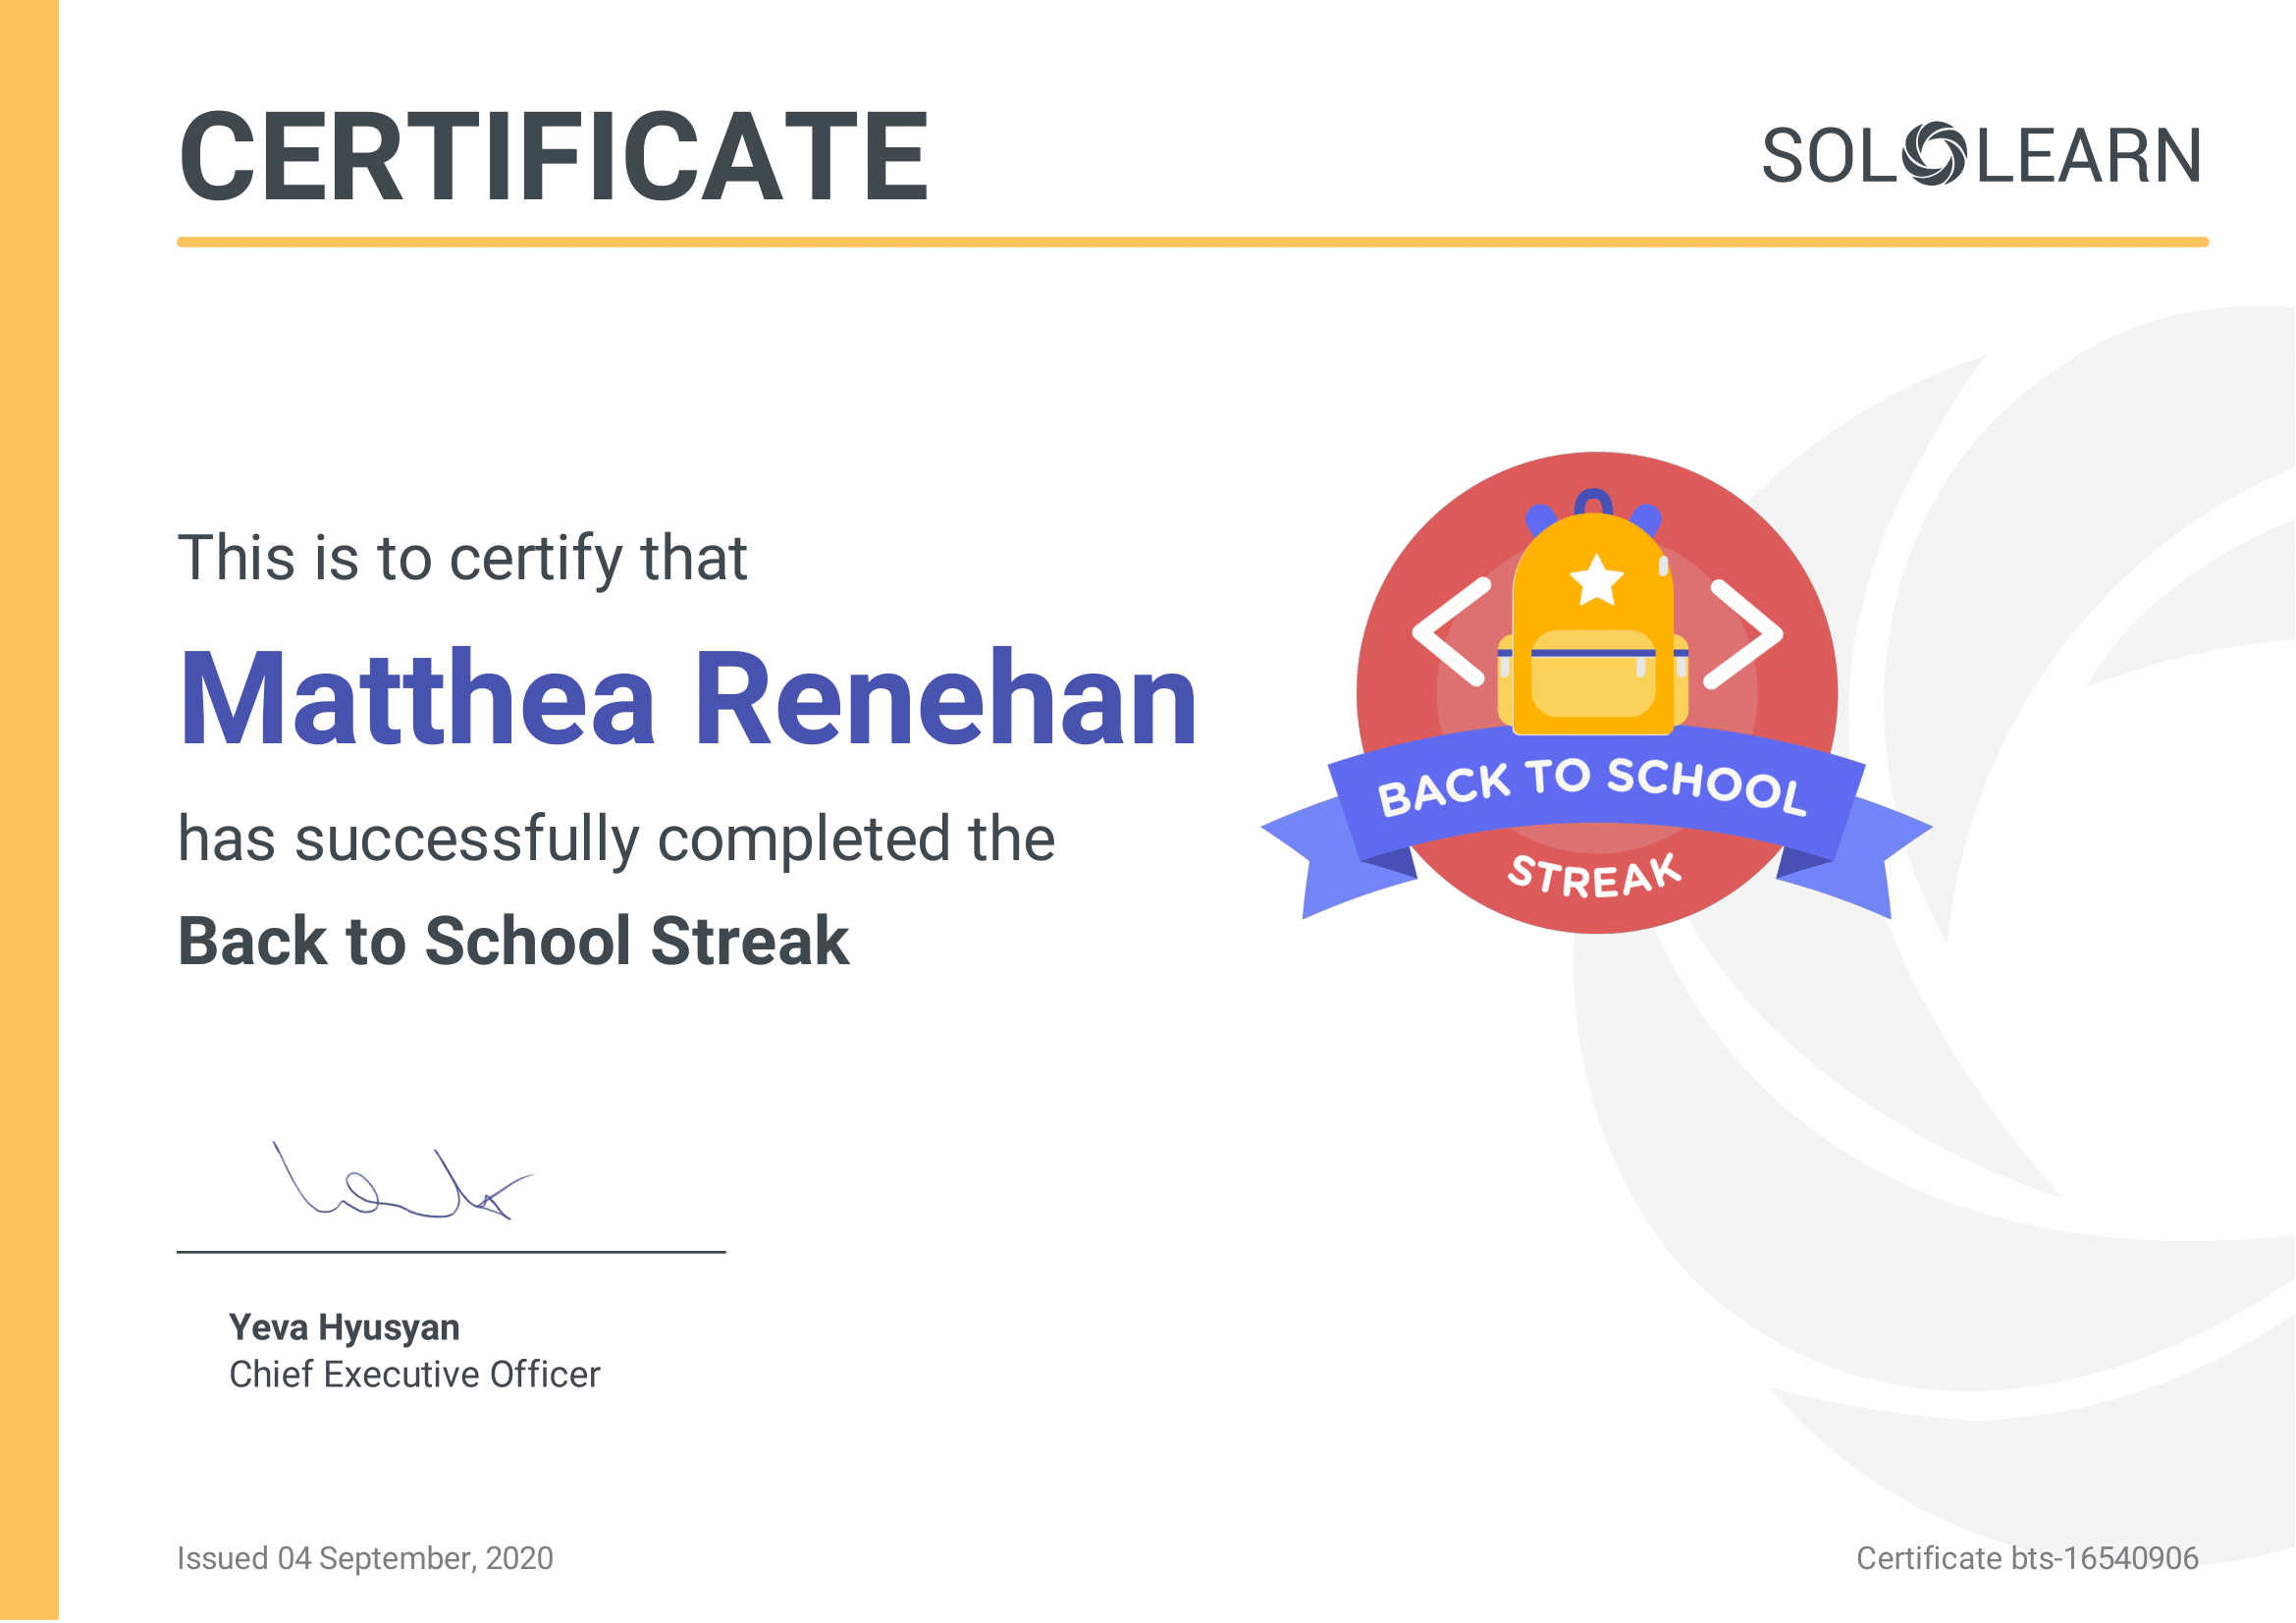 CERTIFICATE
SOLOLEARN
This is to certify that
Matthea Renehan
has successfully completed the
Back to School Streak
BACK TO SCHOOL
STREAK
Yeva Hyusyan
Chief Executive Officer
Issued 04 September, 2020
Certificate bts-16540906